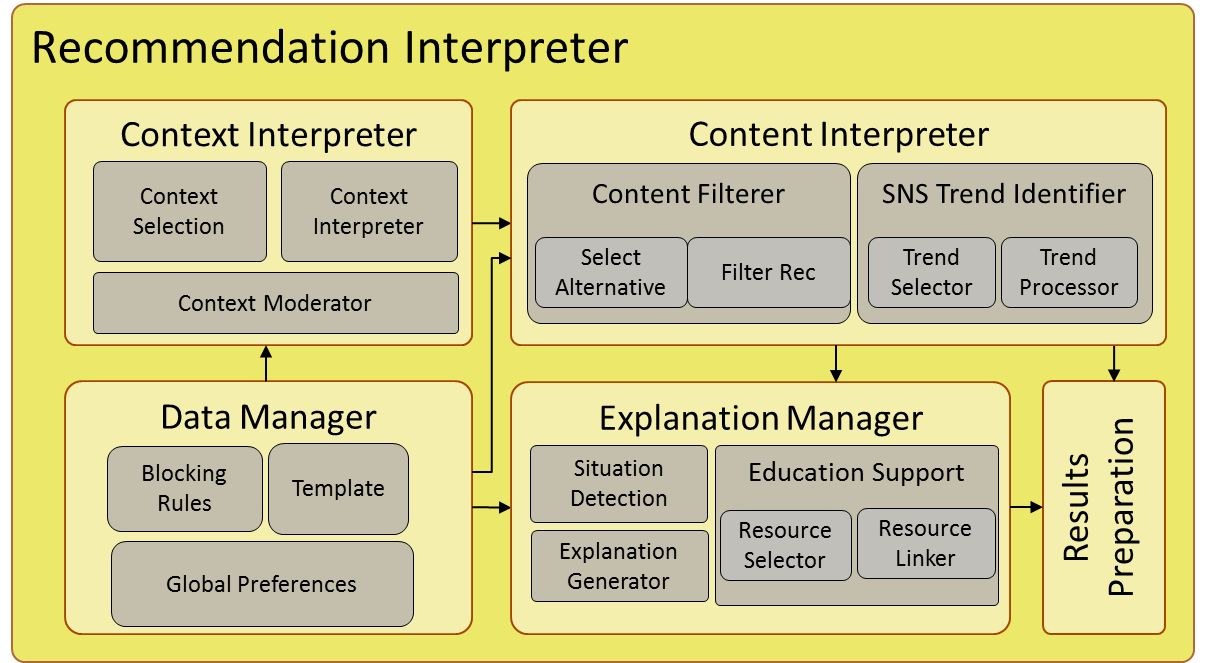 Recommendation Interpreter
Context Interpreter
Context
Selection
Context
Interpreter
Context Moderator
Content Interpreter
Content Filterer
Select
Alternative
Filter Rec
SNS Trend Identifier
Trend
Selector
Trend
Processor
Data Manager
Blocking
Rules
Template
Global Preferences
Explanation Manager
Situation
Detection
Explanation
Generator
Education Support
Resource
Selector
Resource
Linker
Results
Preparation